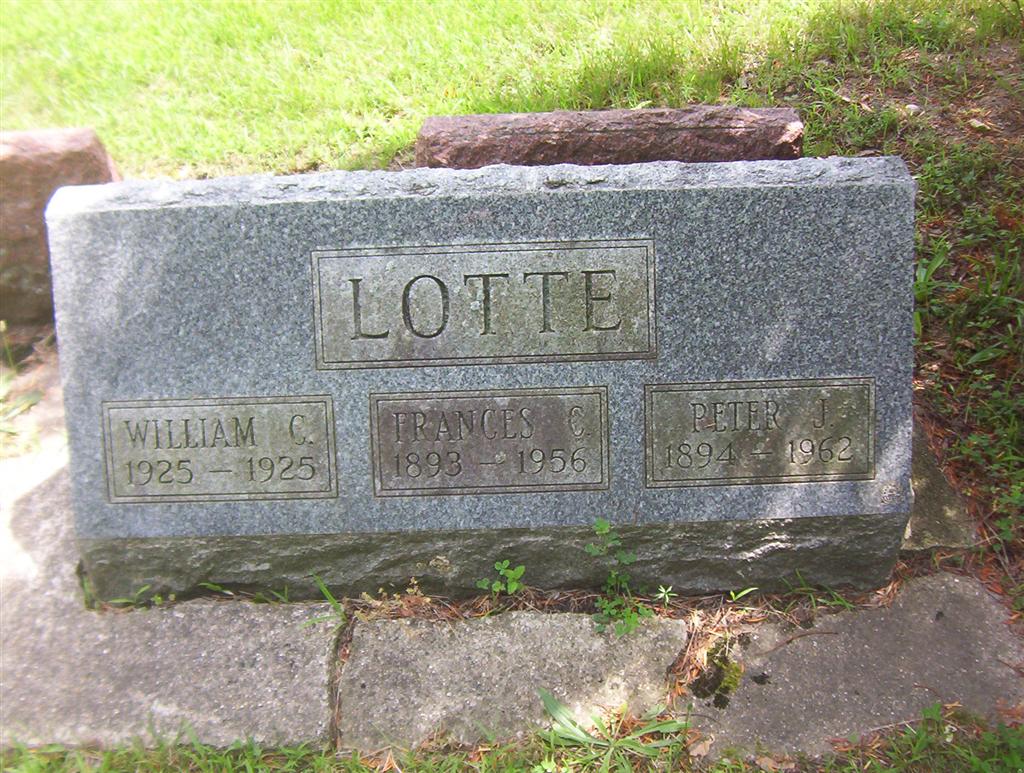 LOTTE
WILLIAM C.
1925 – 1925
FRANCES C.
1893 – 1956
PETER J.
1894 – 1962